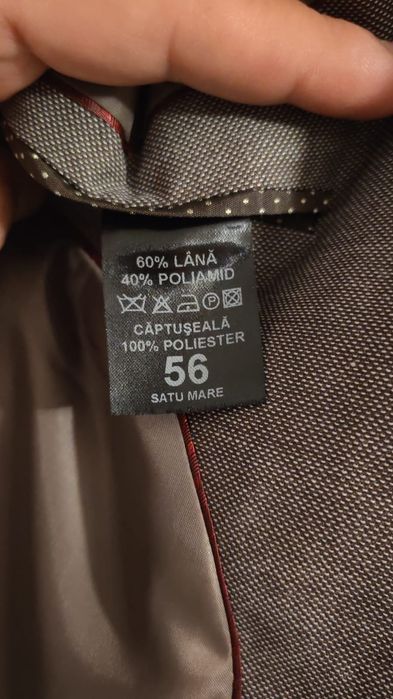 60% LÂNĂ
40% POLIAMID
P
CĂPTUŞEALĂ
100% POLIESTER
56
SATU MARE